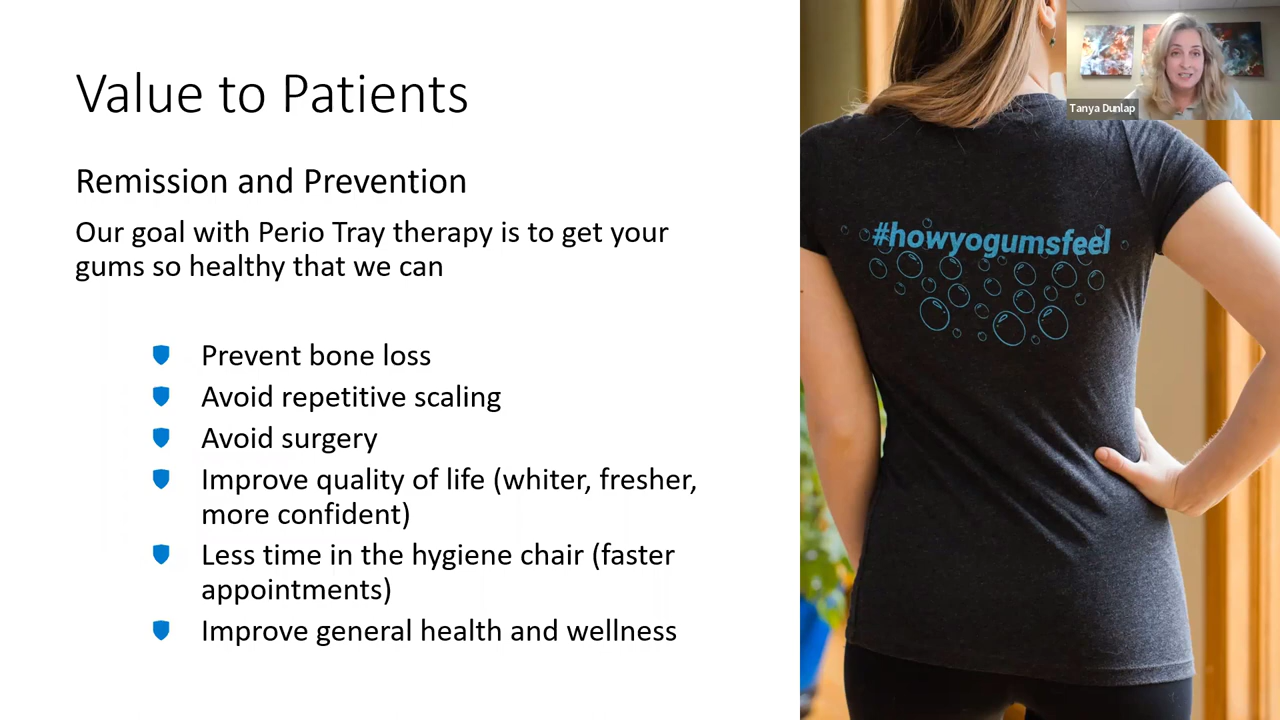 Value to Patients
Remission and Prevention
Our goal with Perio Tray therapy is to get your
gums so healthy that we can
Prevent bone loss
Avoid repetitive scaling
Avoid surgery
Improve quality of life (whiter, fresher,
more confident)
Less time in the hygiene chair (faster
appointments)
Improve general health and wellness
#howyogumsfeel
Tanya Dunlap